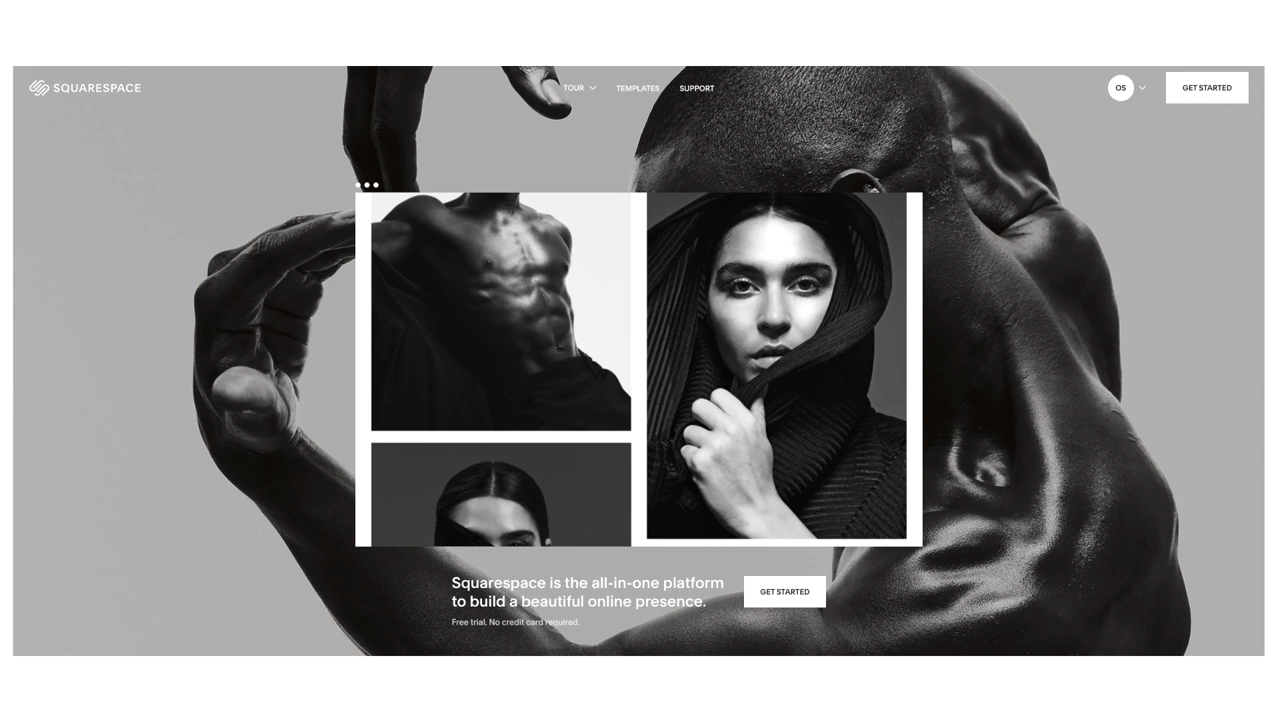 SQUARESPACE
TOUR
TEMPLATES
SUPPORT
OS
GET STARTED
Squarespace is the all-in-one platform
to build a beautiful online presence.
GET STARTED
Free trial. No credit card required.